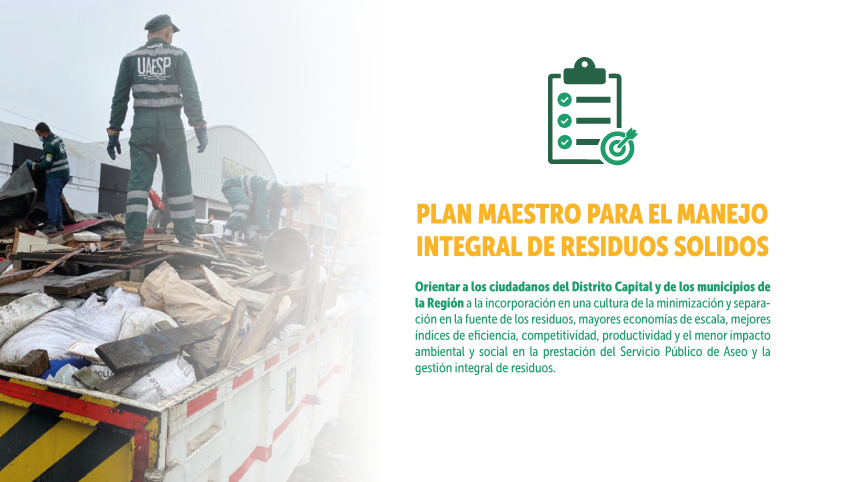 UAESP
PLAN MAESTRO PARA EL MANEJO
INTEGRAL DE RESIDUOS SOLIDOS
Orientar a los ciudadanos del Distrito Capital y de los municipíos de
la Región a la incorporación en una cultura de la minimización y separa-
ción en la fuente de los residuos, mayores economías de escala, mejores
índices de eficiencia, competitividad, productividad y el menor impacto
ambiental y social en la prestación del Servicio Público de Aseo y la
gestión integral de residuos.